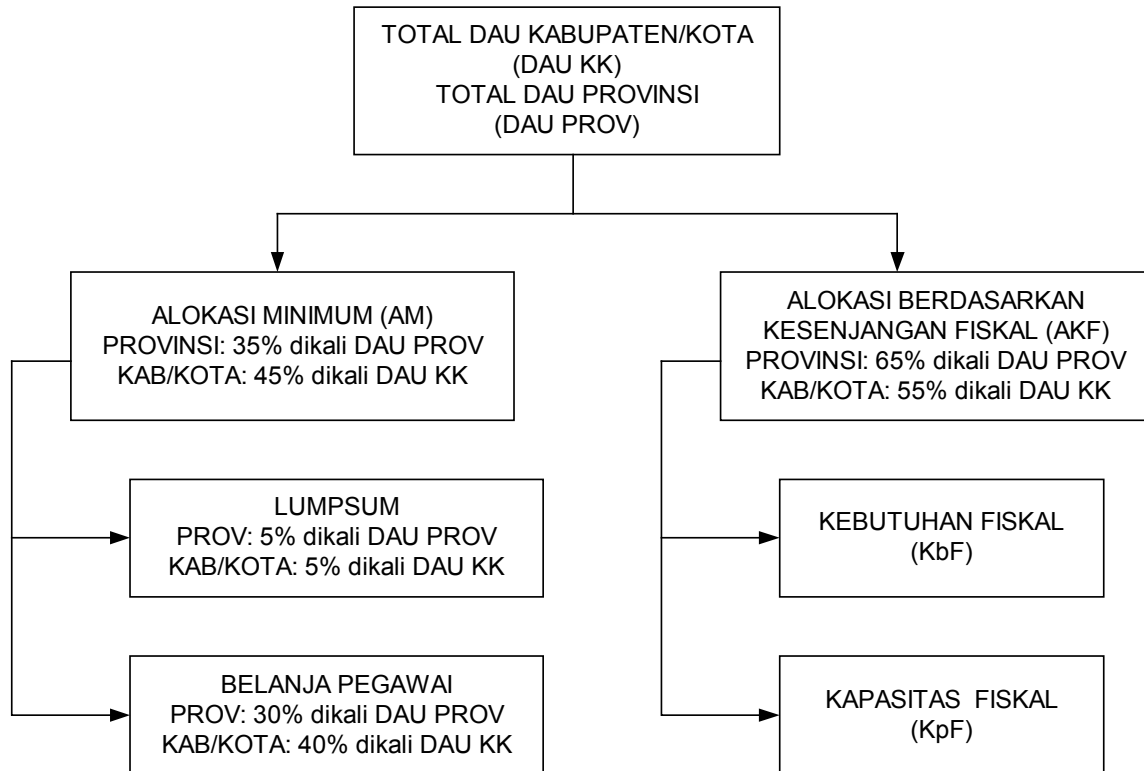 TOTAL DAU KABUPATEN/KOTA
(DAU KK)
TOTAL DAU PROVINSI
(DAU PROV)
ALOKASI MINIMUM (AM)
PROVINSI: 35% dikali DAU PROV
KAB/KOTA: 45% dikali DAU KK
ALOKASI BERDASARKAN
KESENJANGAN FISKAL (AKF)
PROVINSI: 65% dikali DAU PROV
KAB/KOTA: 55% dikali DAU KK
LUMPSUM
PROV: 5% dikali DAU PROV
KAB/KOTA: 5% dikali DAU KK
KEBUTUHAN FISKAL
(KbF)
BELANJA PEGAWAI
PROV: 30% dikali DAU PROV
KAB/KOTA: 40% dikali DAU KK
KAPASITAS FISKAL
(KpF)